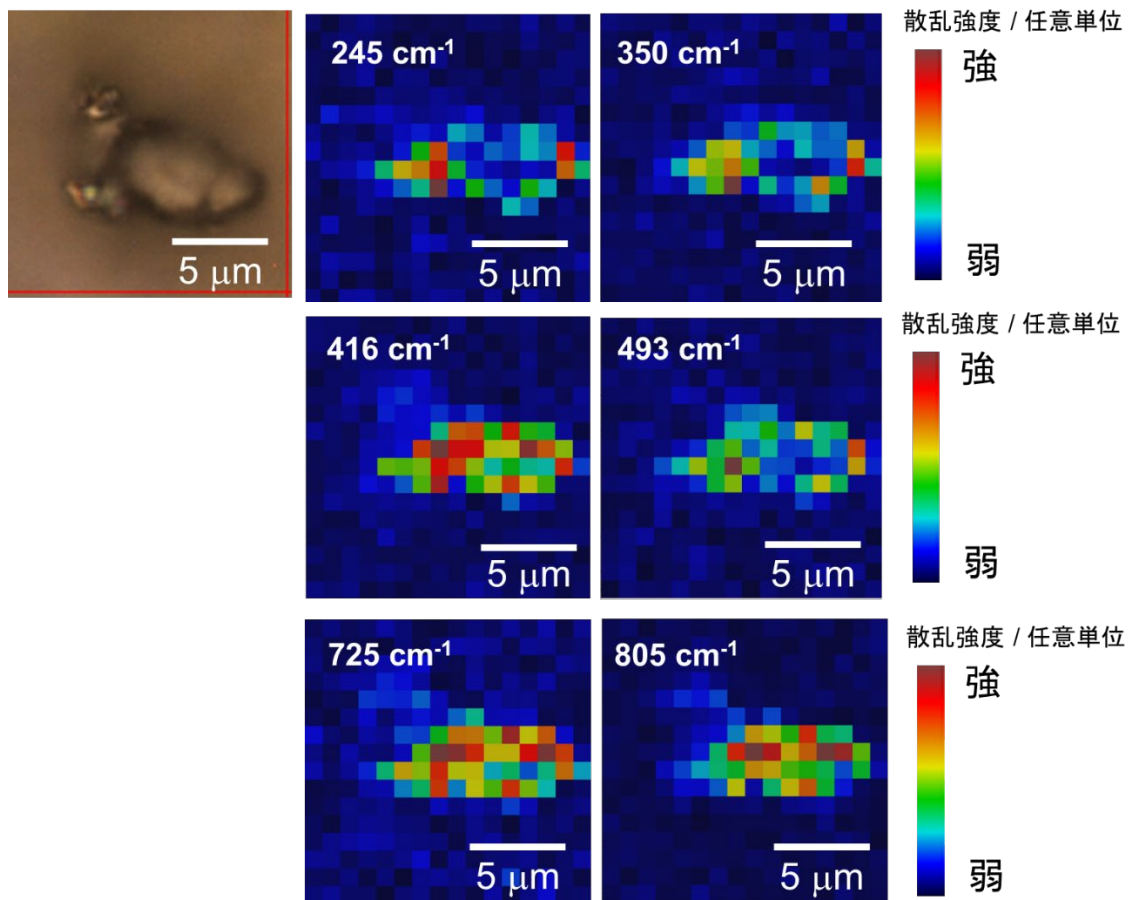 5 μm
245 cm-1
5 μm
350 cm-1
5 μm
散乱強度 / 任意単位
強
弱
416 cm-1
5 μm
493 cm-1
5 μm
散乱強度 / 任意単位
強
弱
725 cm-1
5 μm
805 cm-1
5 μm
散乱強度 / 任意単位
強
弱